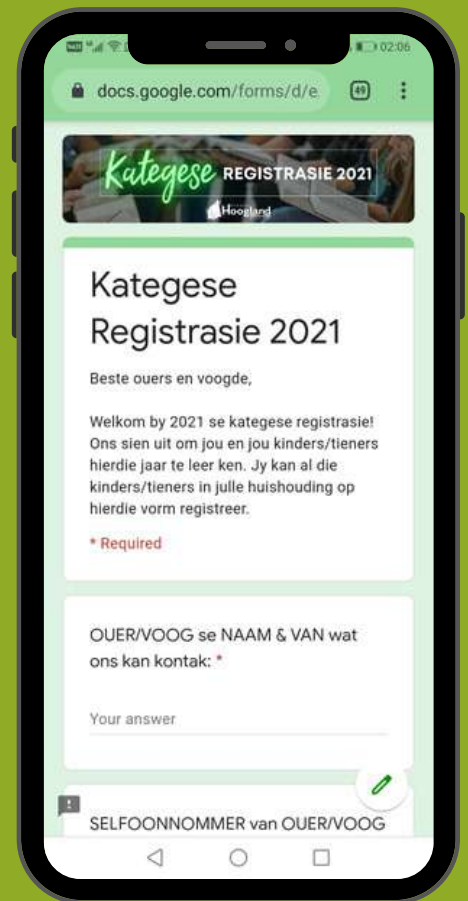 02:06
docs.google.com/forms/d/e
49
Kategese REGISTRASIE 2021
Hoogland
Kategese
Registrasie 2021
Beste ouers en voogde,
Welkom by 2021 se kategese registrasie!
Ons sien uit om jou en jou kinders/tieners
hierdie jaar te leer ken. Jy kan al die
kinders/tieners in julle huishouding op
hierdie vorm registreer.
* Required
OUER/VOOG se NAAM & VAN wat
ons kan kontak: *
Your answer
SELFOONNOMMER van OUER/VOOG